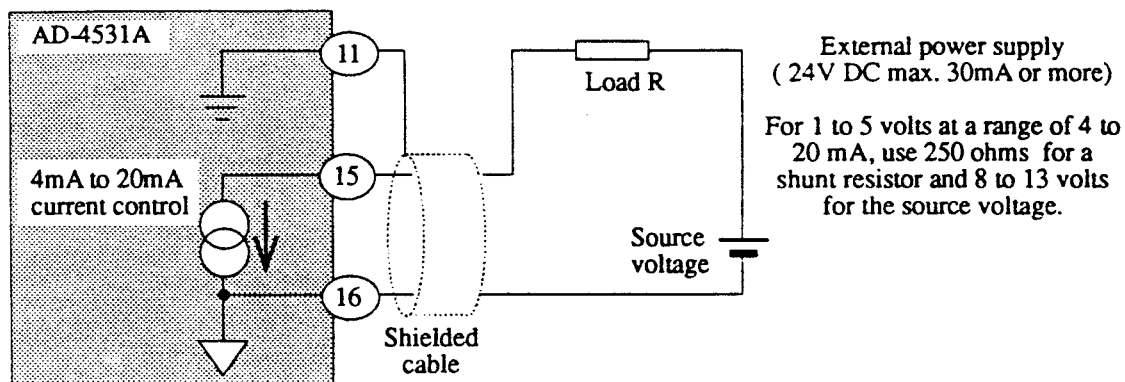 AD-4531A
11
4mA to 20mA
current control
15
16
Shielded
cable
Load R
Source
voltage
External power supply
( 24V DC max. 30mA or more)
For 1 to 5 volts at a range of 4 to
20 mA, use 250 ohms for a
shunt resistor and 8 to 13 volts
for the source voltage.